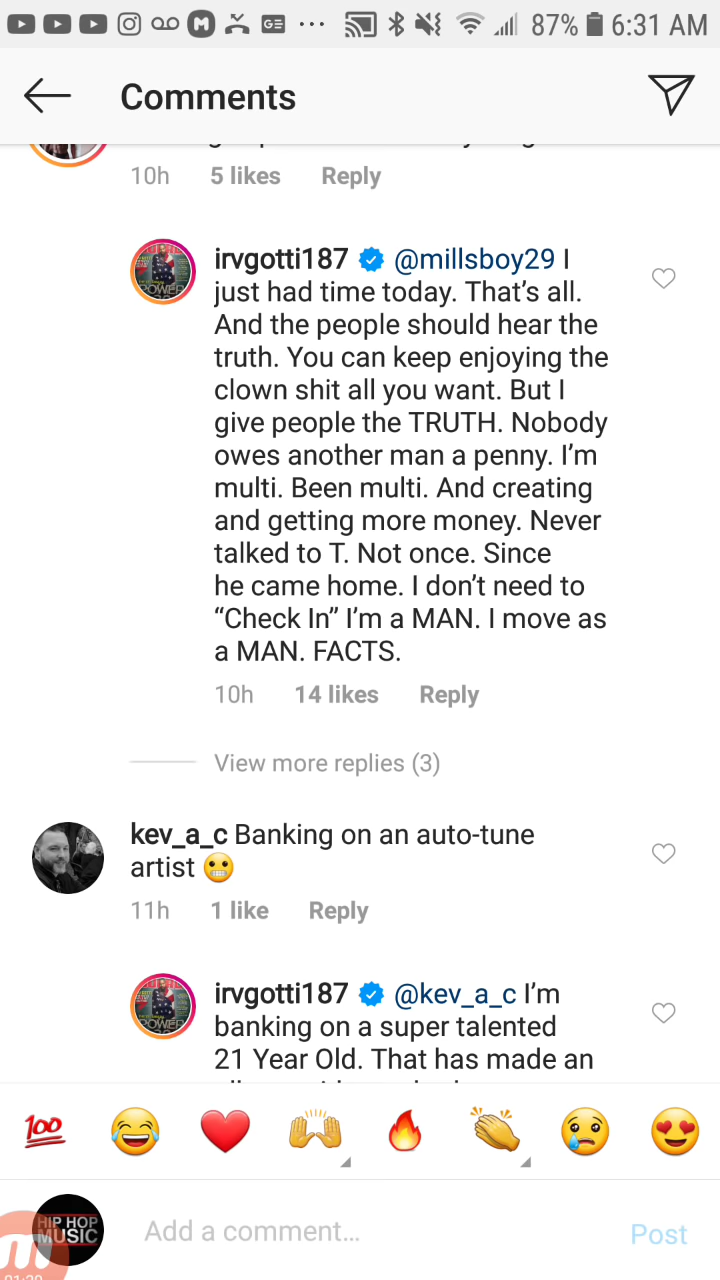 87% 6:31 AM
Comments
10h 5 likes Reply
irvgotti187 @millsboy29 I
just had time today. That’s all.
And the people should hear the
truth. You can keep enjoying the
clown shit all you want. But I
give people the TRUTH. Nobody
owes another man a penny. I’m
multi. Been multi. And creating
and getting more money. Never
talked to T. Not once. Since
he came home. I don’t need to
“Check In” I’m a MAN. I move as
a MAN. FACTS.
10h 14 likes Reply
View more replies (3)
kev_a_c Banking on an auto-tune
artist 😬
11h 1 like Reply
irvgotti187 @kev_a_c I’m
banking on a super talented
21 Year Old. That has made an
💯 😂 ❤️ 🙌 🔥 👏 😢 😍
HIP HOP
MUSIC
Add a comment... Post